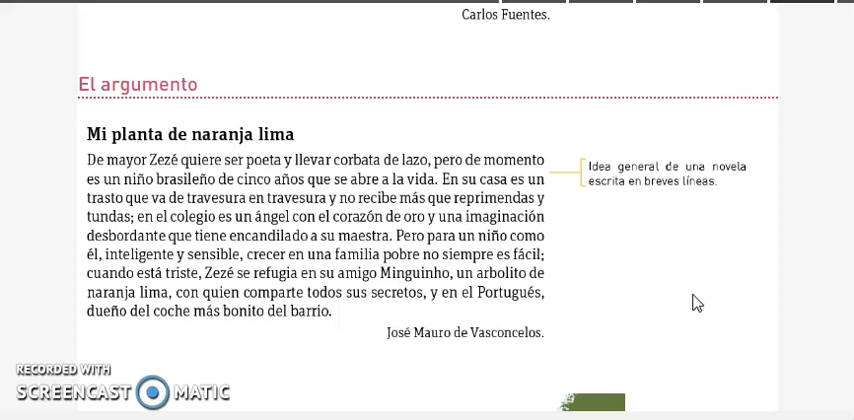 Carlos Fuentes.
El argumento
Mi planta de naranja lima
De mayor Zezé quiere ser poeta y llevar corbata de lazo, pero de momento
es un niño brasileño de cinco años que se abre a la vida. En su casa es un
trasto que va de travesura en travesura y no recibe más que reprimendas y
tundas; en el colegio es un ángel con el corazón de oro y una imaginación
desbordante que tiene encandilado a su maestra. Pero para un niño como
él, inteligente y sensible, crecer en una familia pobre no siempre es fácil;
cuando está triste, Zezé se refugia en su amigo Minguinho, un arbolito de
naranja lima, con quien comparte todos sus secretos, y en el Portugués,
dueño del coche más bonito del barrio.
José Mauro de Vasconcelos.
Idea general de una novela
escrita en breves líneas.
RECORDED WITH
SCREENCAST MATIC